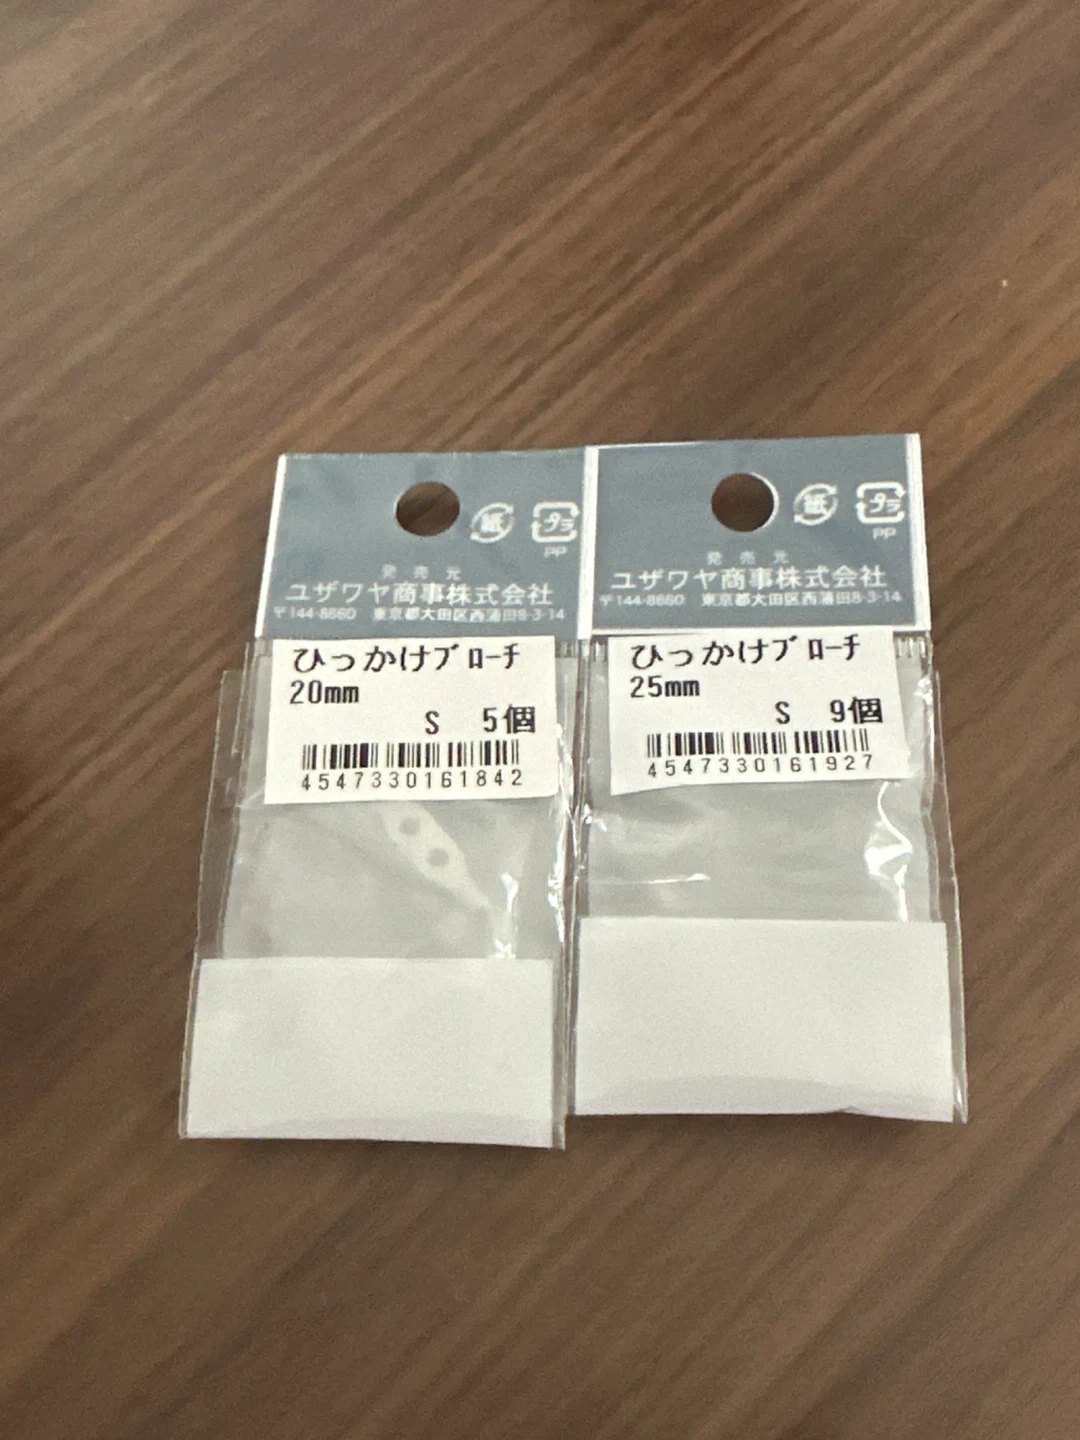 紙 プラ
PP
発売元
ユザワヤ商事株式会社
〒144-8660 東京都大田区西蒲田8-3-14
ひっかけブローチ
20mm
S 5個
4547330161842
紙 プラ
PP
発売元
ユザワヤ商事株式会社
〒144-8660 東京都大田区西蒲田8-3-14
ひっかけブローチ
25mm
S 9個
4547330161927